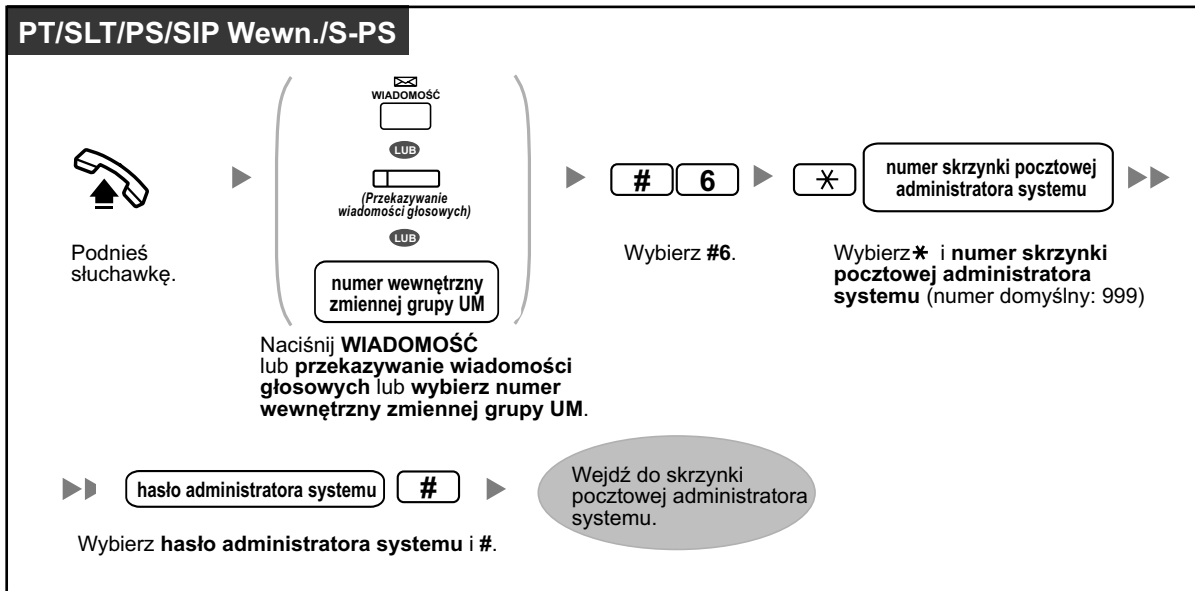 PT/SLT/PS/SIP Wewn./S-PS
WIADOMOŚĆ
LUB
(Przekazywanie
wiadomości głosowych)
LUB
numer wewnętrzny
zmiennej grupy UM
Podnieś
słuchawkę.
Naciśnij WIADOMOŚĆ
lub przekazywanie wiadomości
głosowych lub wybierz numer
wewnętrzny zmiennej grupy UM.
# 6
Wybierz #6.
* numer skrzynki pocztowej
administratora systemu
Wybierz * i numer skrzynki
pocztowej administratora
systemu (numer domyślny: 999)
hasło administratora systemu #
Wybierz hasło administratora systemu i #.
Wejdź do skrzynki
pocztowej administratora
systemu.